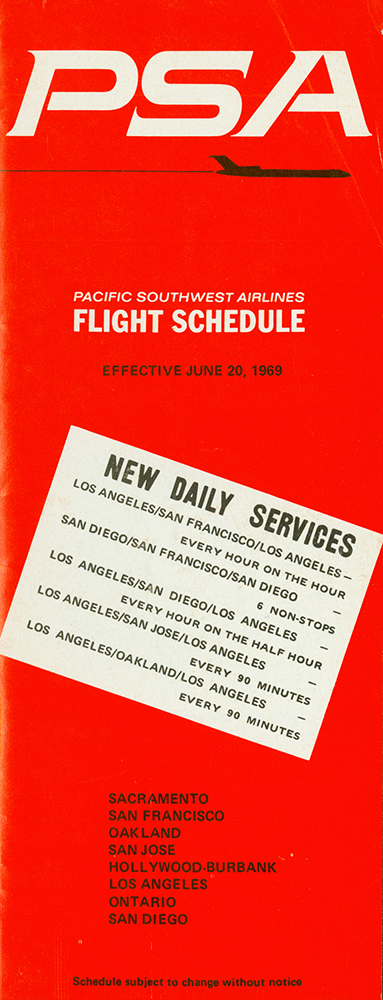 PSA
PACIFIC SOUTHWEST AIRLINES
FLIGHT SCHEDULE
EFFECTIVE JUNE 20, 1969
NEW DAILY SERVICES
LOS ANGELES/SAN FRANCISCO/LOS ANGELES –
EVERY HOUR ON THE HOUR
SAN DIEGO/SAN FRANCISCO/SAN DIEGO –
6 NON-STOPS
LOS ANGELES/SAN DIEGO/LOS ANGELES –
EVERY HOUR ON THE HALF HOUR
LOS ANGELES/SAN JOSE/LOS ANGELES –
EVERY 90 MINUTES
LOS ANGELES/OAKLAND/LOS ANGELES –
EVERY 90 MINUTES
SACRAMENTO
SAN FRANCISCO
OAKLAND
SAN JOSE
HOLLYWOOD-BURBANK
LOS ANGELES
ONTARIO
SAN DIEGO
Schedule subject to change without notice